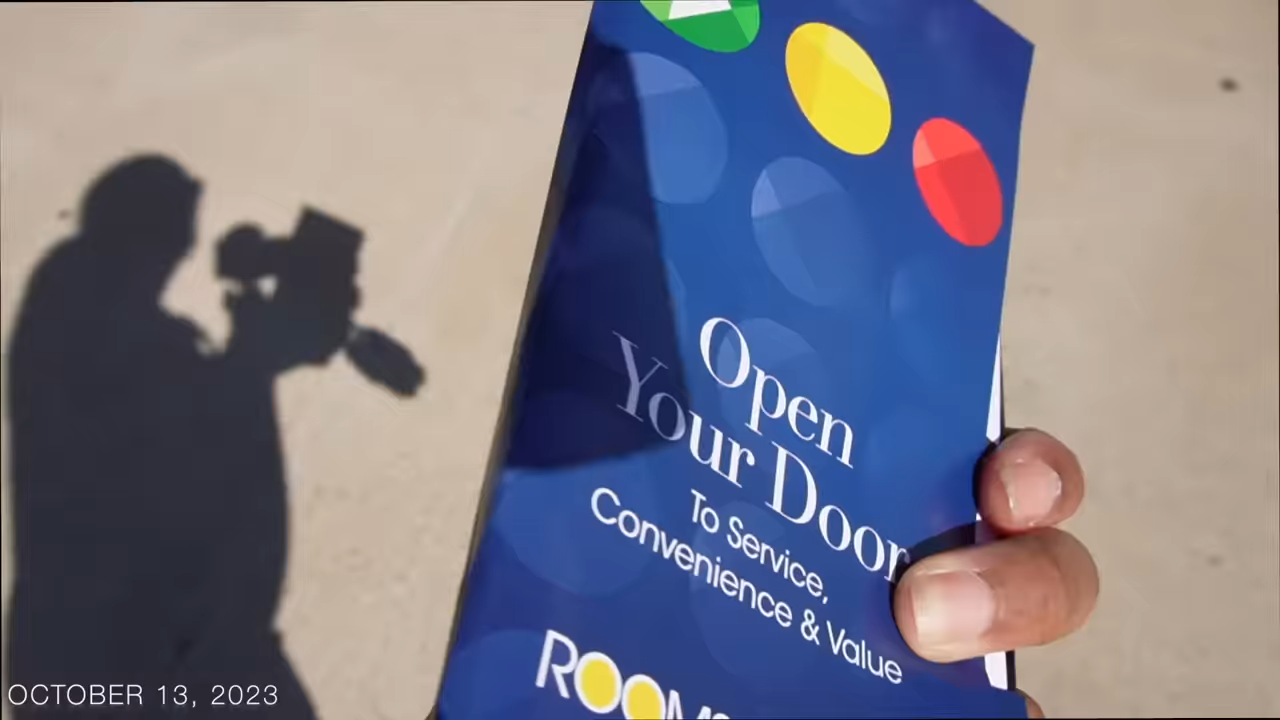 Open
Your Door
To Service,
Convenience & Value
OCTOBER 13, 2023